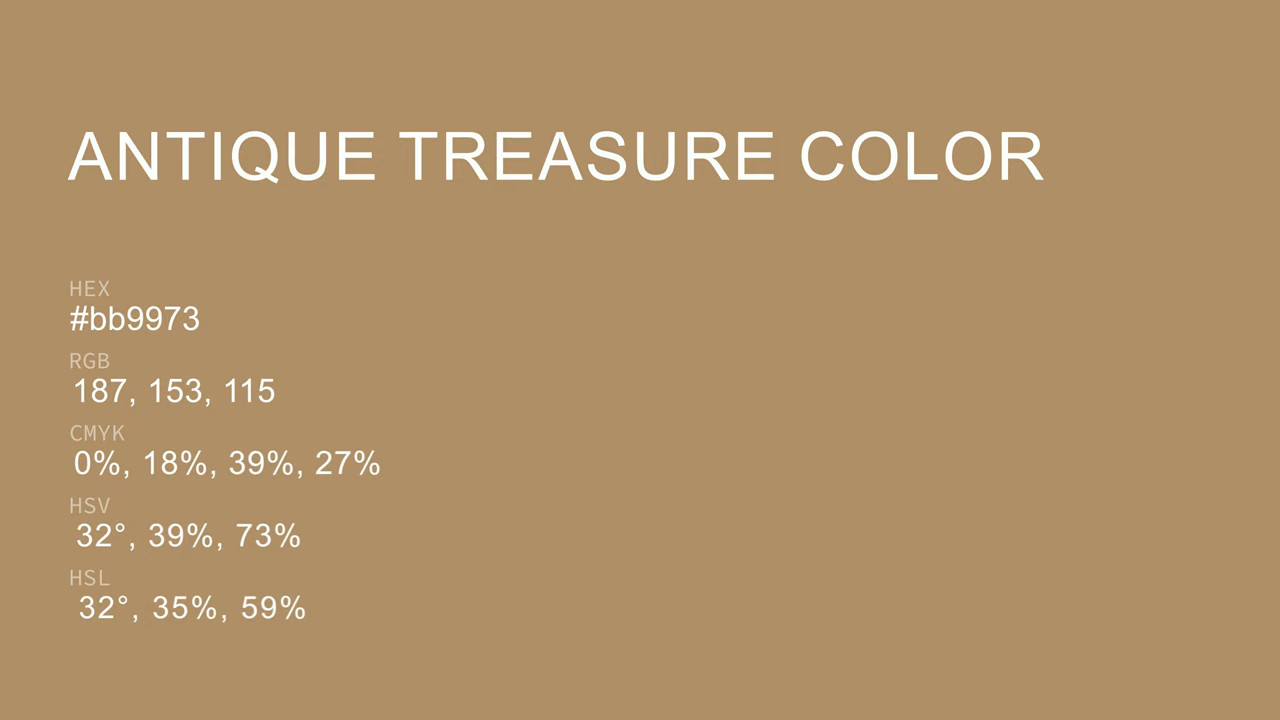 ANTIQUE TREASURE COLOR
HEX
#bb9973
RGB
187, 153, 115
CMYK
0%, 18%, 39%, 27%
HSV
32°, 39%, 73%
HSL
32°, 35%, 59%